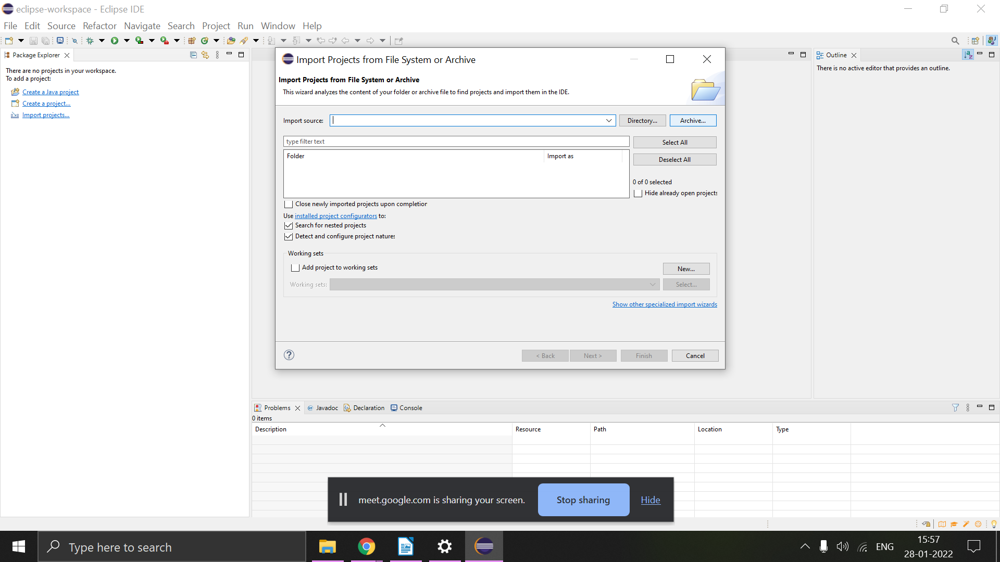 eclipse-workspace - Eclipse IDE
File Edit Source Refactor Navigate Search Project Run Window Help
Package Explorer
There are no projects in your workspace.
To add a project:
Create a Java project
Create a project...
Import projects...
Import Projects from File System or Archive
Import Projects from File System or Archive
This wizard analyzes the content of your folder or archive file to find projects and import them in the IDE.
Import source: Directory... Archive...
type filter text Select All
Folder Import as
Deselect All
0 of 0 selected
Hide already open projects
Close newly imported projects upon completion
Use installed project configurators to:
Search for nested projects
Detect and configure project natures
Working sets
Add project to working sets New...
Working sets: Select...
Show other specialized import wizards
< Back Next > Finish Cancel
Outline
There is no active editor that provides an outline.
Problems @ Javadoc Declaration Console
0 items
Description Resource Path Location Type
meet.google.com is sharing your screen. Stop sharing Hide
Type here to search
ENG
15:57
28-01-2022